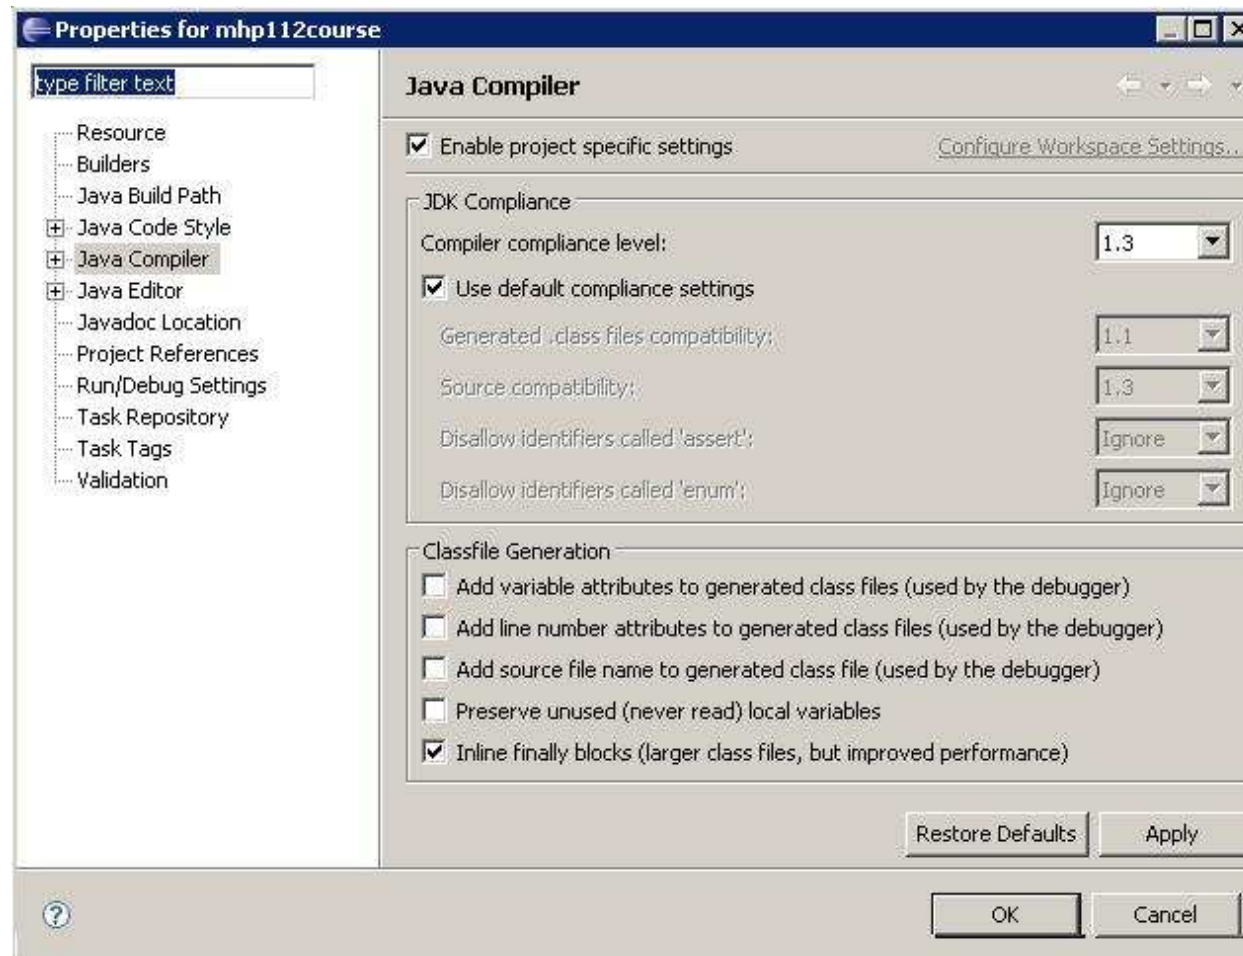 Properties for mhp112course
type filter text
Resource
Builders
Java Build Path
Java Code Style
Java Compiler
Java Editor
Javadoc Location
Project References
Run/Debug Settings
Task Repository
Task Tags
Validation
Java Compiler
Enable project specific settings Configure Workspace Settings...
JDK Compliance
Compiler compliance level: 1.3
Use default compliance settings
Generated .class files compatibility: 1.1
Source compatibility: 1.3
Disallow identifiers called 'assert': Ignore
Disallow identifiers called 'enum': Ignore
Classfile Generation
Add variable attributes to generated class files (used by the debugger)
Add line number attributes to generated class files (used by the debugger)
Add source file name to generated class file (used by the debugger)
Preserve unused (never read) local variables
Inline finally blocks (larger class files, but improved performance)
Restore Defaults Apply
? OK Cancel